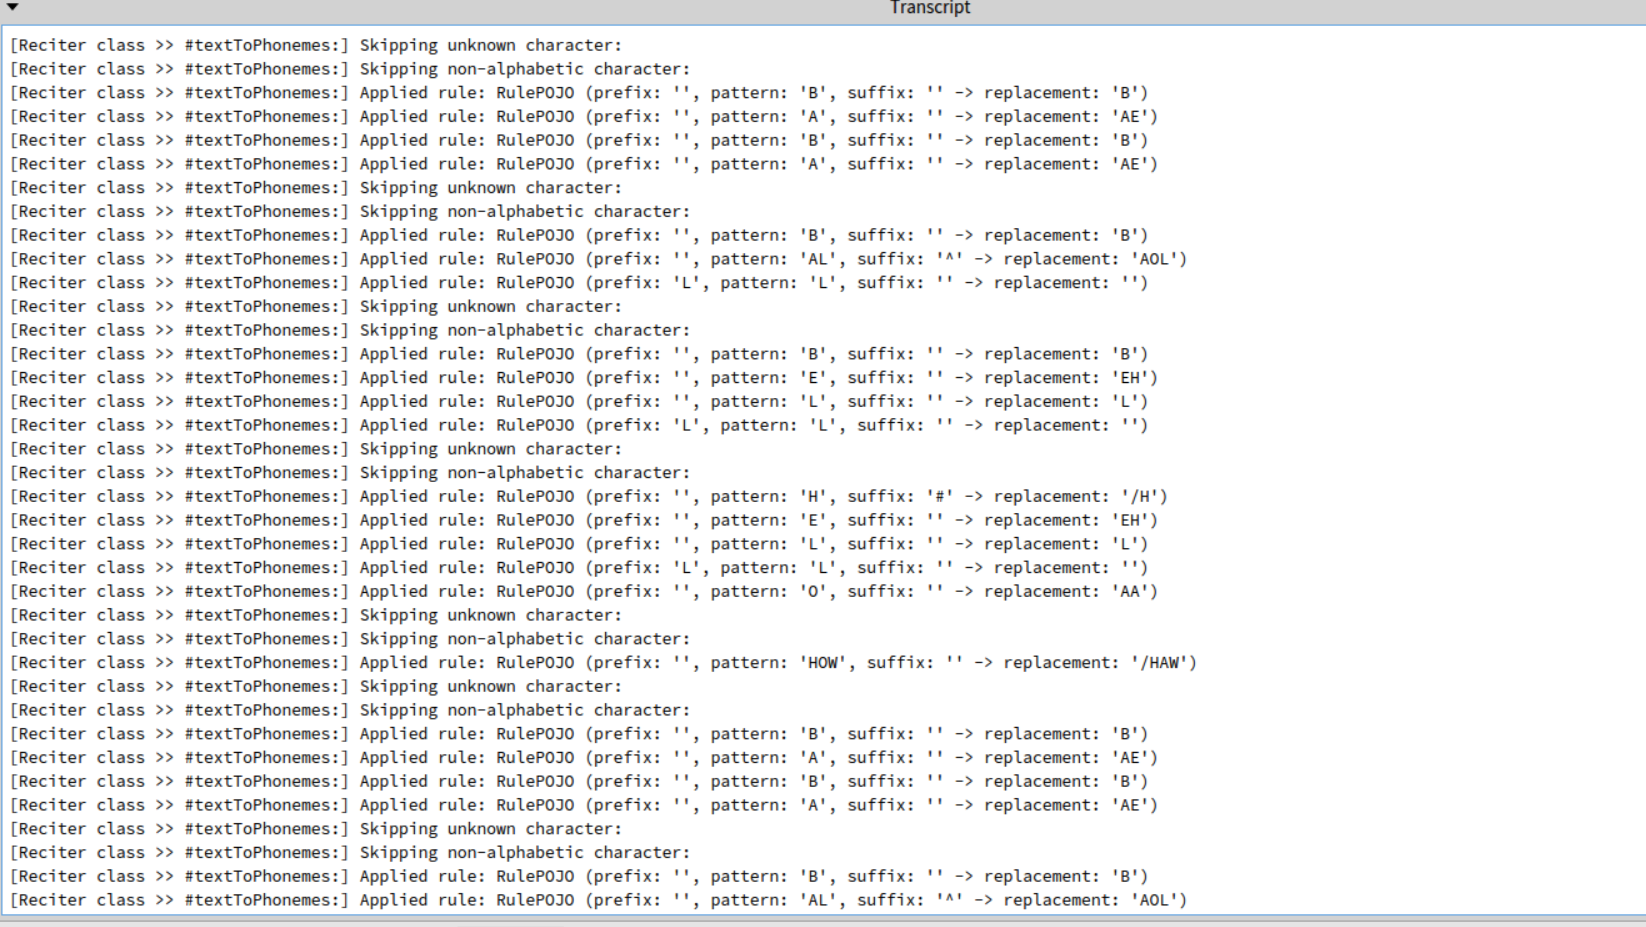 Transcript
[Reciter class >> #textToPhonemes:] Skipping unknown character:
[Reciter class >> #textToPhonemes:] Skipping non-alphabetic character:
[Reciter class >> #textToPhonemes:] Applied rule: RulePOJO (prefix: '', pattern: 'B', suffix: '' -> replacement: 'B')
[Reciter class >> #textToPhonemes:] Applied rule: RulePOJO (prefix: '', pattern: 'A', suffix: '' -> replacement: 'AE')
[Reciter class >> #textToPhonemes:] Applied rule: RulePOJO (prefix: '', pattern: 'B', suffix: '' -> replacement: 'B')
[Reciter class >> #textToPhonemes:] Applied rule: RulePOJO (prefix: '', pattern: 'A', suffix: '' -> replacement: 'AE')
[Reciter class >> #textToPhonemes:] Skipping unknown character:
[Reciter class >> #textToPhonemes:] Skipping non-alphabetic character:
[Reciter class >> #textToPhonemes:] Applied rule: RulePOJO (prefix: '', pattern: 'B', suffix: '' -> replacement: 'B')
[Reciter class >> #textToPhonemes:] Applied rule: RulePOJO (prefix: '', pattern: 'AL', suffix: '^' -> replacement: 'AOL')
[Reciter class >> #textToPhonemes:] Applied rule: RulePOJO (prefix: 'L', pattern: 'L', suffix: '' -> replacement: '')
[Reciter class >> #textToPhonemes:] Skipping unknown character:
[Reciter class >> #textToPhonemes:] Skipping non-alphabetic character:
[Reciter class >> #textToPhonemes:] Applied rule: RulePOJO (prefix: '', pattern: 'B', suffix: '' -> replacement: 'B')
[Reciter class >> #textToPhonemes:] Applied rule: RulePOJO (prefix: '', pattern: 'E', suffix: '' -> replacement: 'EH')
[Reciter class >> #textToPhonemes:] Applied rule: RulePOJO (prefix: '', pattern: 'L', suffix: '' -> replacement: 'L')
[Reciter class >> #textToPhonemes:] Applied rule: RulePOJO (prefix: 'L', pattern: 'L', suffix: '' -> replacement: '')
[Reciter class >> #textToPhonemes:] Skipping unknown character:
[Reciter class >> #textToPhonemes:] Skipping non-alphabetic character:
[Reciter class >> #textToPhonemes:] Applied rule: RulePOJO (prefix: '', pattern: 'H', suffix: '#' -> replacement: '/H')
[Reciter class >> #textToPhonemes:] Applied rule: RulePOJO (prefix: '', pattern: 'E', suffix: '' -> replacement: 'EH')
[Reciter class >> #textToPhonemes:] Applied rule: RulePOJO (prefix: '', pattern: 'L', suffix: '' -> replacement: 'L')
[Reciter class >> #textToPhonemes:] Applied rule: RulePOJO (prefix: 'L', pattern: 'L', suffix: '' -> replacement: '')
[Reciter class >> #textToPhonemes:] Applied rule: RulePOJO (prefix: '', pattern: 'O', suffix: '' -> replacement: 'AA')
[Reciter class >> #textToPhonemes:] Skipping unknown character:
[Reciter class >> #textToPhonemes:] Skipping non-alphabetic character:
[Reciter class >> #textToPhonemes:] Applied rule: RulePOJO (prefix: '', pattern: 'HOW', suffix: '' -> replacement: '/HAW')
[Reciter class >> #textToPhonemes:] Skipping unknown character:
[Reciter class >> #textToPhonemes:] Skipping non-alphabetic character:
[Reciter class >> #textToPhonemes:] Applied rule: RulePOJO (prefix: '', pattern: 'B', suffix: '' -> replacement: 'B')
[Reciter class >> #textToPhonemes:] Applied rule: RulePOJO (prefix: '', pattern: 'A', suffix: '' -> replacement: 'AE')
[Reciter class >> #textToPhonemes:] Applied rule: RulePOJO (prefix: '', pattern: 'B', suffix: '' -> replacement: 'B')
[Reciter class >> #textToPhonemes:] Applied rule: RulePOJO (prefix: '', pattern: 'A', suffix: '' -> replacement: 'AE')
[Reciter class >> #textToPhonemes:] Skipping unknown character:
[Reciter class >> #textToPhonemes:] Skipping non-alphabetic character:
[Reciter class >> #textToPhonemes:] Applied rule: RulePOJO (prefix: '', pattern: 'B', suffix: '' -> replacement: 'B')
[Reciter class >> #textToPhonemes:] Applied rule: RulePOJO (prefix: '', pattern: 'AL', suffix: '^' -> replacement: 'AOL')